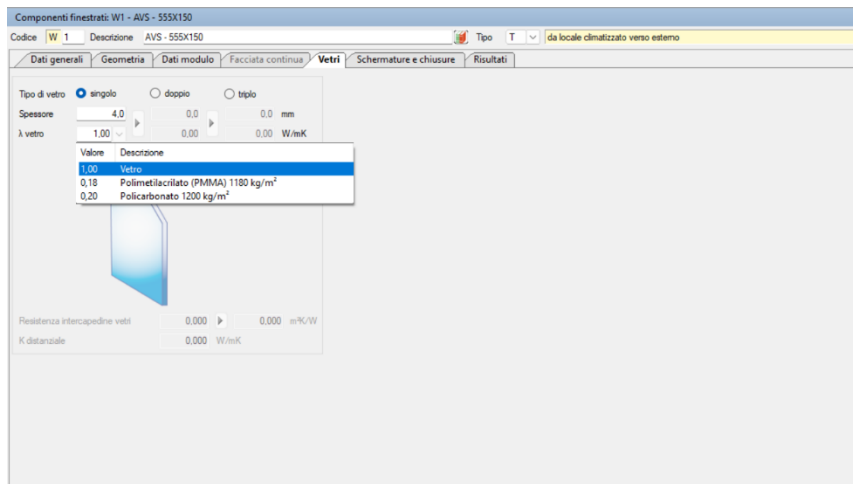 Componenti finestrati: W1 - AVS - 555X150
Codice W 1 Descrizione AVS - 555X150 Tipo T da locale climatizzato verso esterno
Dati generali Geometria Dati modulo Facciata continua Vetri Schermature e chiusure Risultati
Tipo di vetro singolo doppio triplo
Spessore 4,0 0,0 0,0 mm
λ vetro 1,00 0,00 0,00 W/mK
Valore Descrizione
1,00 Vetro
0,18 Polimetilacrilato (PMMA) 1180 kg/m²
0,20 Policarbonato 1200 kg/m²
Resistenza intercapedine vetri 0,000 0,000 m²K/W
K distanziale 0,000 W/mK